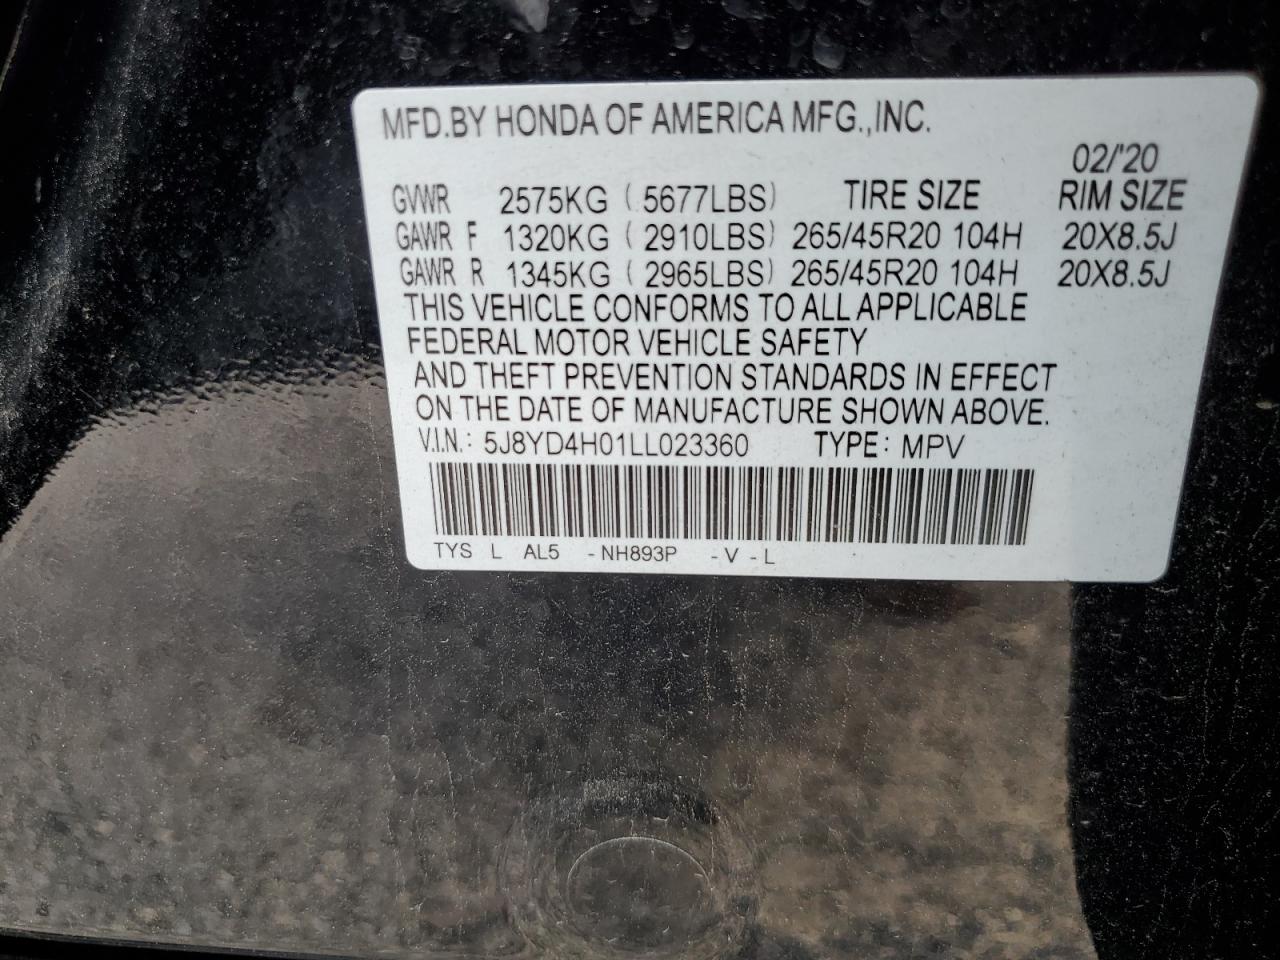 MFD.BY HONDA OF AMERICA MFG.,INC.
02/'20
GVWR 2575KG ( 5677LBS) TIRE SIZE RIM SIZE
GAWR F 1320KG ( 2910LBS) 265/45R20 104H 20X8.5J
GAWR R 1345KG ( 2965LBS) 265/45R20 104H 20X8.5J
THIS VEHICLE CONFORMS TO ALL APPLICABLE
FEDERAL MOTOR VEHICLE SAFETY
AND THEFT PREVENTION STANDARDS IN EFFECT
ON THE DATE OF MANUFACTURE SHOWN ABOVE.
V.I.N.: 5J8YD4H01LL023360 TYPE: MPV
TYS L AL5 -NH893P - V - L